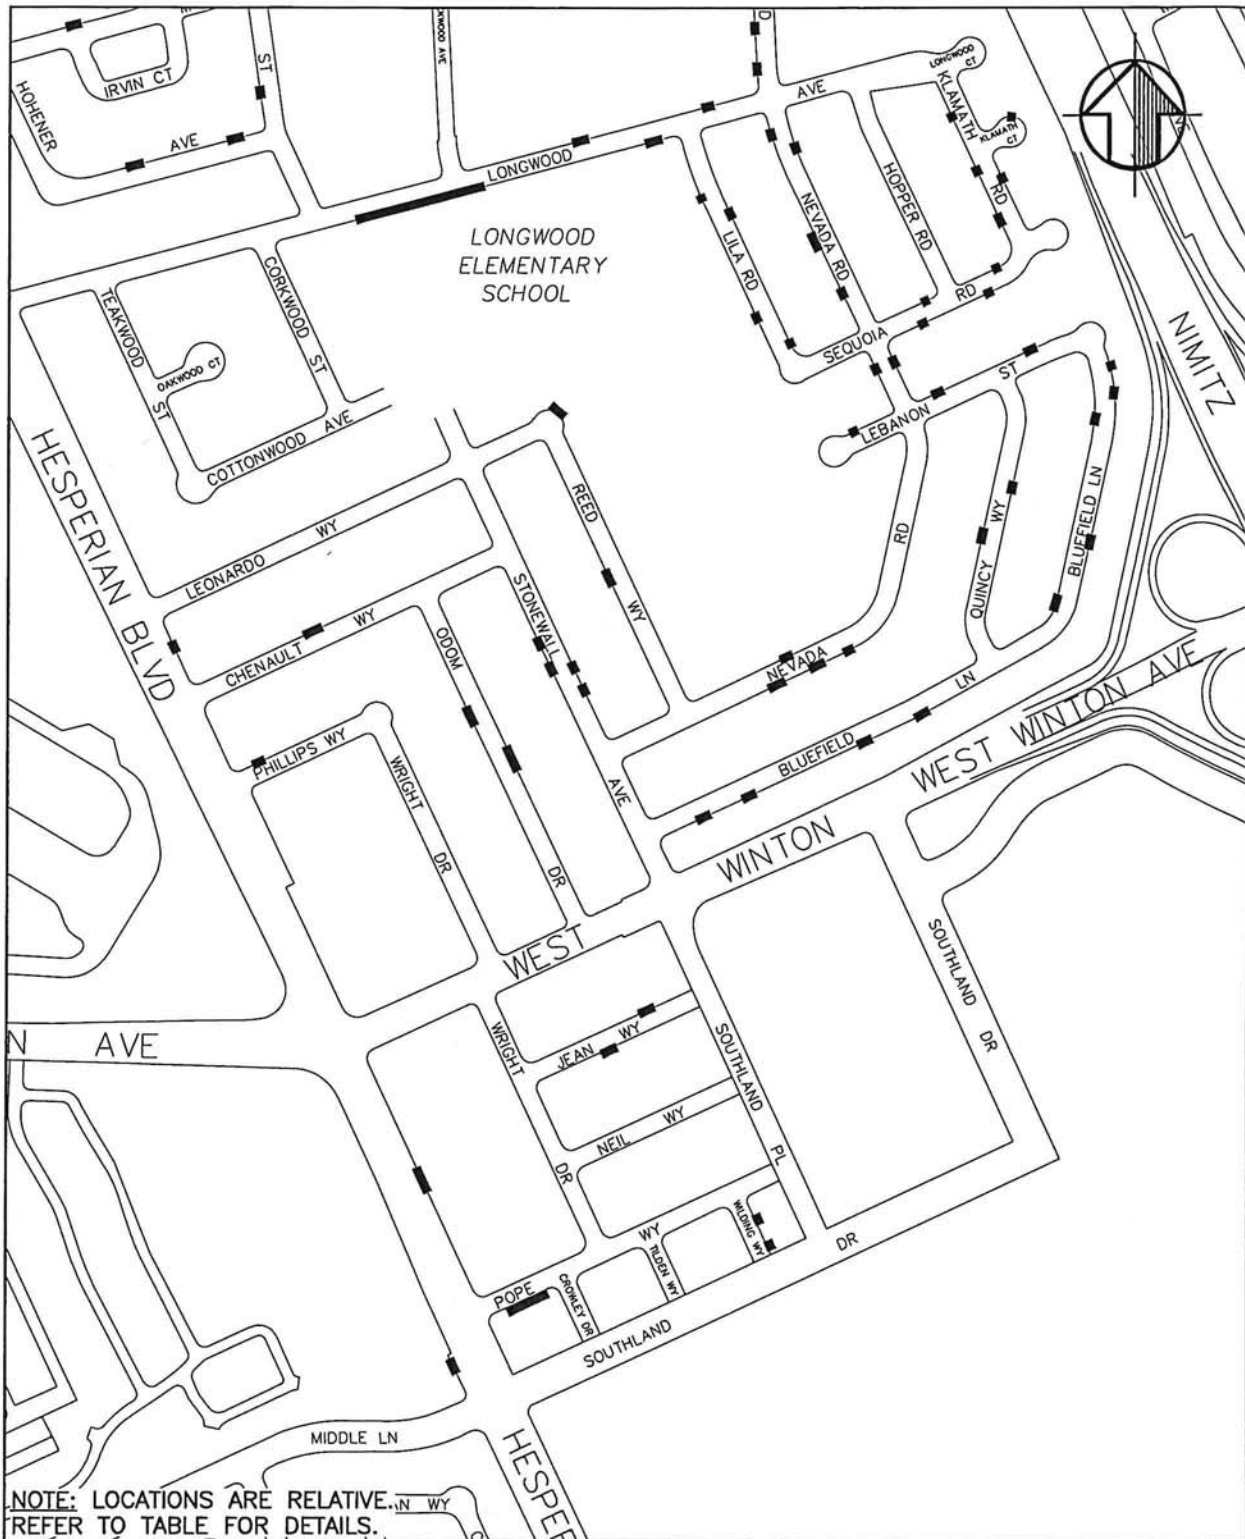 IRVIN CT
HOHENER
AVE
ST
KWOOD AVE
D
AVE
LONGWOOD
CT
KLAMATH
RD
KLAMATH
CT
LONGWOOD
HOPPER RD
NEVADA RD
LILA RD
LONGWOOD
ELEMENTARY
SCHOOL
TEAKWOOD
ST
CORKWOOD
ST
OAKWOOD CT
COTTONWOOD AVE
SEQUOIA
RD
NIMITZ
LEBANON
ST
HESPERIAN BLVD
LEONARDO WY
REED
WY
RD
QUINCY WY
BLUEFIELD LN
STONEWALL
AVE
CHENAULT WY
ODOM
DR
NEVADA
PHILLIPS WY
WRIGHT
DR
BLUEFIELD
LN
WEST WINTON AVE
WINTON
WEST
SOUTHLAND
DR
N AVE
WRIGHT
DR
JEAN WY
SOUTHLAND
PL
NEIL WY
WY
WILDING WY
TILDEN WY
POPE
CROWLEY DR
SOUTHLAND
DR
MIDDLE LN
HESPER
NOTE: LOCATIONS ARE RELATIVE.
REFER TO TABLE FOR DETAILS.
N WY